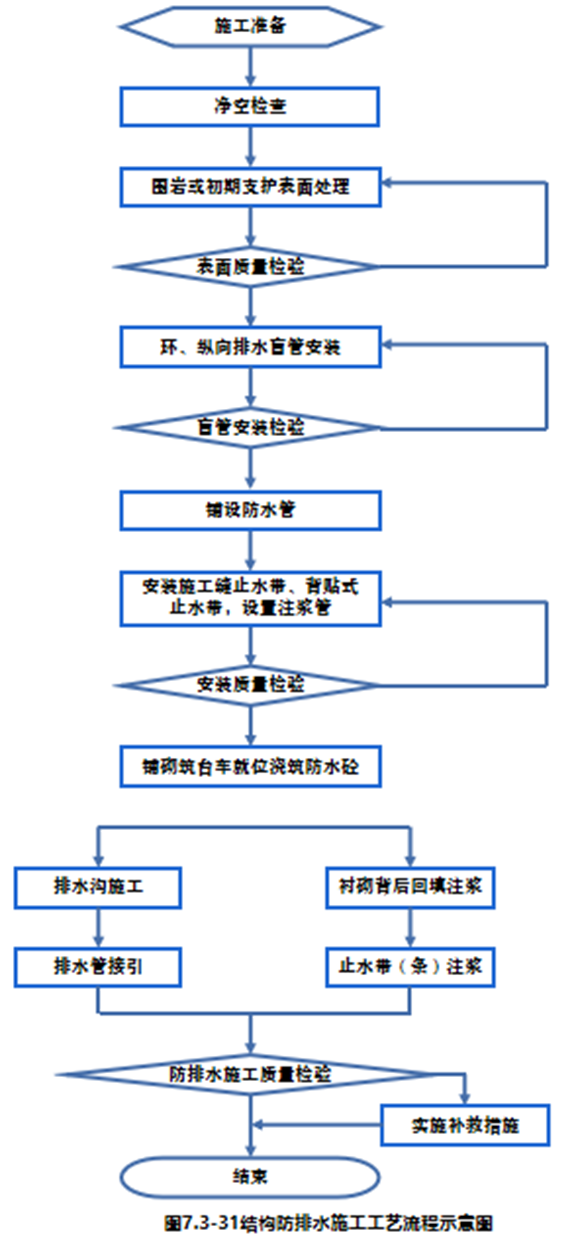 施工准备
净空检查
围岩或初期支护表面处理
表面质量检验
环、纵向排水盲管安装
盲管安装检验
铺设防水管
安装施工缝止水带、背贴式
止水带，设置注浆管
安装质量检验
铺砌筑台车就位浇筑防水砼
排水沟施工
衬砌背后回填注浆
排水管接引
止水带（条）注浆
防排水施工质量检验
实施补救措施
结束
图7.3-31结构防排水施工工艺流程示意图